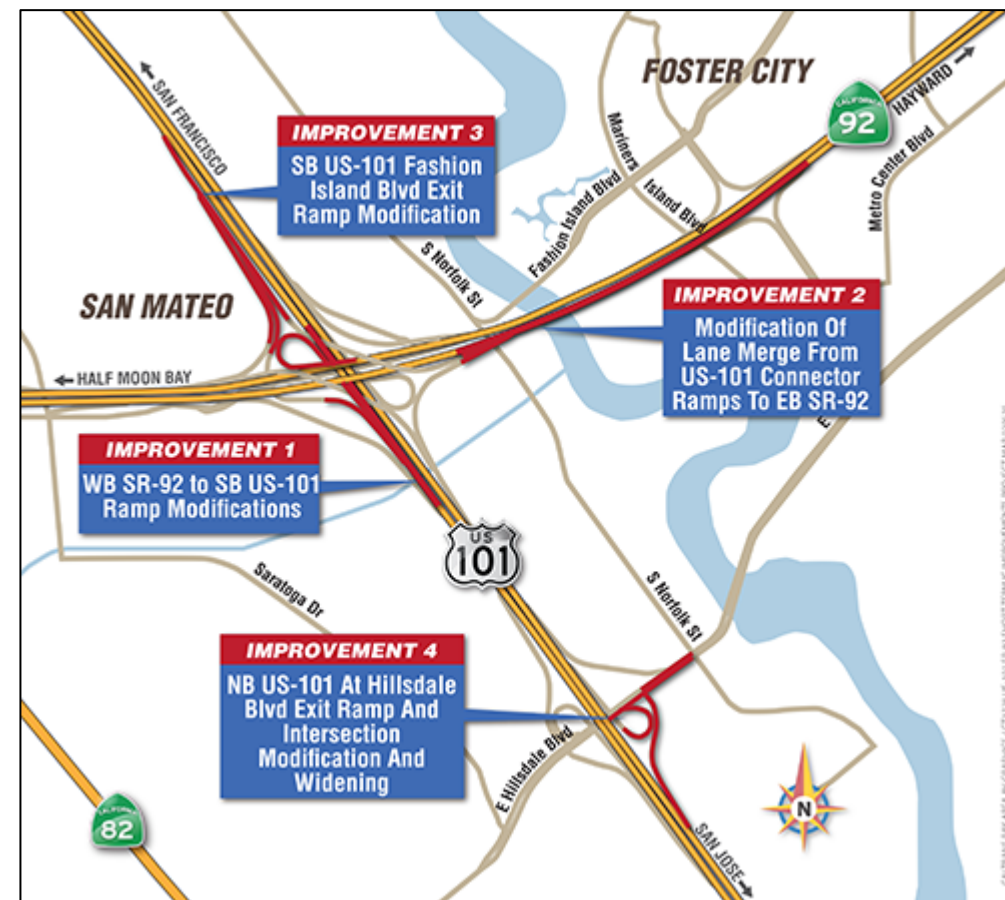 FOSTER CITY
HAYWARD
CALIFORNIA
92
SAN FRANCISCO
IMPROVEMENT 3
SB US-101 Fashion
Island Blvd Exit
Ramp Modification
Mariners
Island Blvd
Metro Center Blvd
Fashion Island Blvd
S Norfolk St
SAN MATEO
IMPROVEMENT 2
Modification Of
Lane Merge From
US-101 Connector
Ramps To EB SR-92
HALF MOON BAY
IMPROVEMENT 1
WB SR-92 to SB US-101
Ramp Modifications
E
US
101
Saratoga Dr
S Norfolk St
IMPROVEMENT 4
NB US-101 At Hillsdale
Blvd Exit Ramp And
Intersection
Modification And
Widening
E Hillsdale Blvd
N
CALIFORNIA
82
SAN JOSE